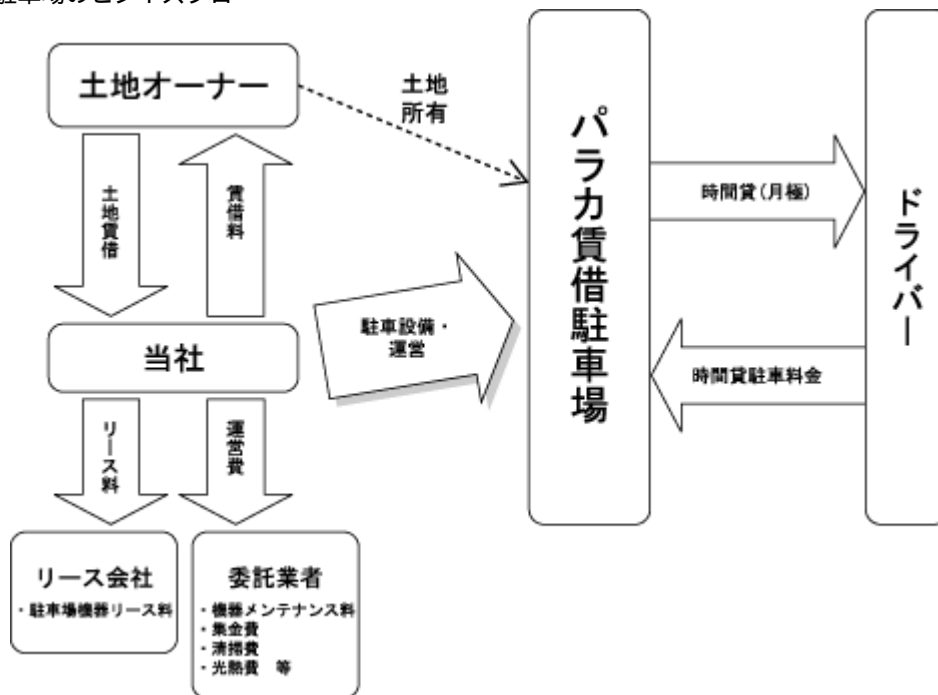 土地オーナー
土地
所有
土地賃借
賃借料
パラカ賃借駐車場
時間貸(月極)
ドライバー
当社
駐車設備・
運営
時間貸駐車料金
リース料
運営費
リース会社
・駐車場機器リース料
委託業者
・機器メンテナンス料
・集金費
・清掃費
・光熱費　等